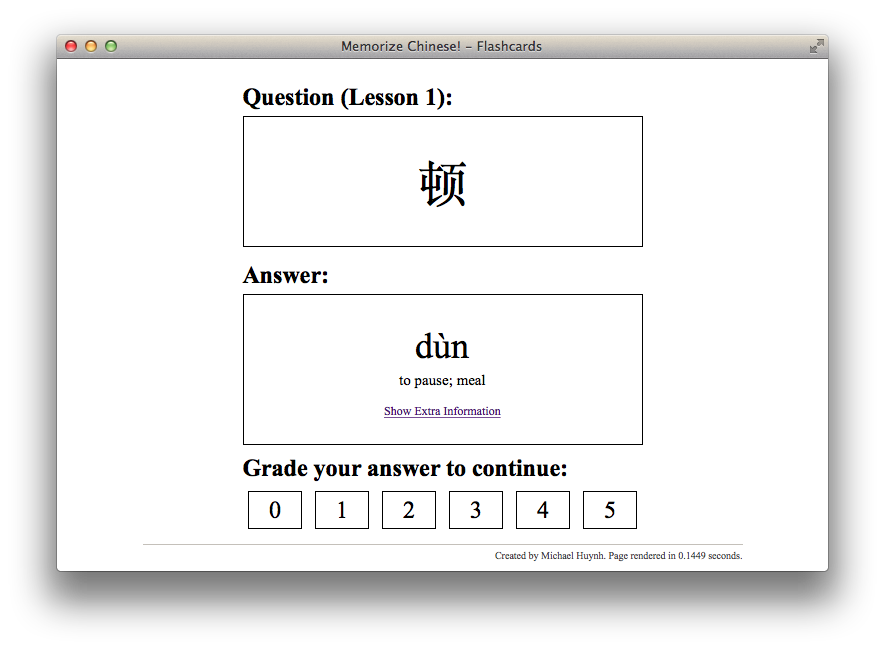 Memorize Chinese! – Flashcards
Question (Lesson 1):
顿
Answer:
dùn
to pause; meal
Show Extra Information
Grade your answer to continue:
0 1 2 3 4 5
Created by Michael Huynh. Page rendered in 0.1449 seconds.